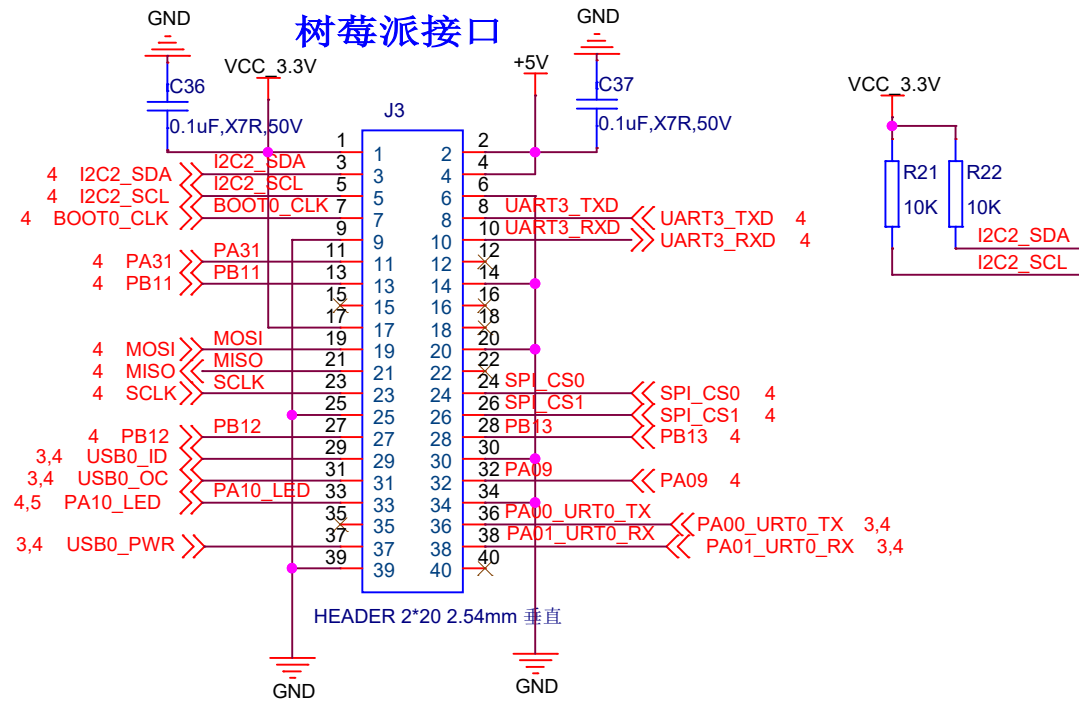 树莓派接口
GND
GND
VCC_3.3V
+5V
VCC_3.3V
C36
0.1uF,X7R,50V
C37
0.1uF,X7R,50V
J3
R21
10K
R22
10K
I2C2_SDA
I2C2_SCL
1 1 2 2
4 I2C2_SDA I2C2_SDA 3 3 4 4
4 I2C2_SCL I2C2_SCL 5 5 6 6
4 BOOT0_CLK BOOT0_CLK 7 7 8 8 UART3_TXD UART3_TXD 4
9 9 10 10 UART3_RXD UART3_RXD 4
4 PA31 PA31 11 11 12 12
4 PB11 PB11 13 13 14 14
15 15 16 16
17 17 18 18
4 MOSI MOSI 19 19 20 20
4 MISO MISO 21 21 22 22
4 SCLK SCLK 23 23 24 24 SPI_CS0 SPI_CS0 4
25 25 26 26 SPI_CS1 SPI_CS1 4
4 PB12 PB12 27 27 28 28 PB13 PB13 4
3,4 USB0_ID 29 29 30 30
3,4 USB0_OC 31 31 32 32 PA09 PA09 4
4,5 PA10_LED PA10_LED 33 33 34 34
35 35 36 36 PA00_URT0_TX PA00_URT0_TX 3,4
3,4 USB0_PWR 37 37 38 38 PA01_URT0_RX PA01_URT0_RX 3,4
39 39 40 40
HEADER 2*20 2.54mm 垂直
GND
GND